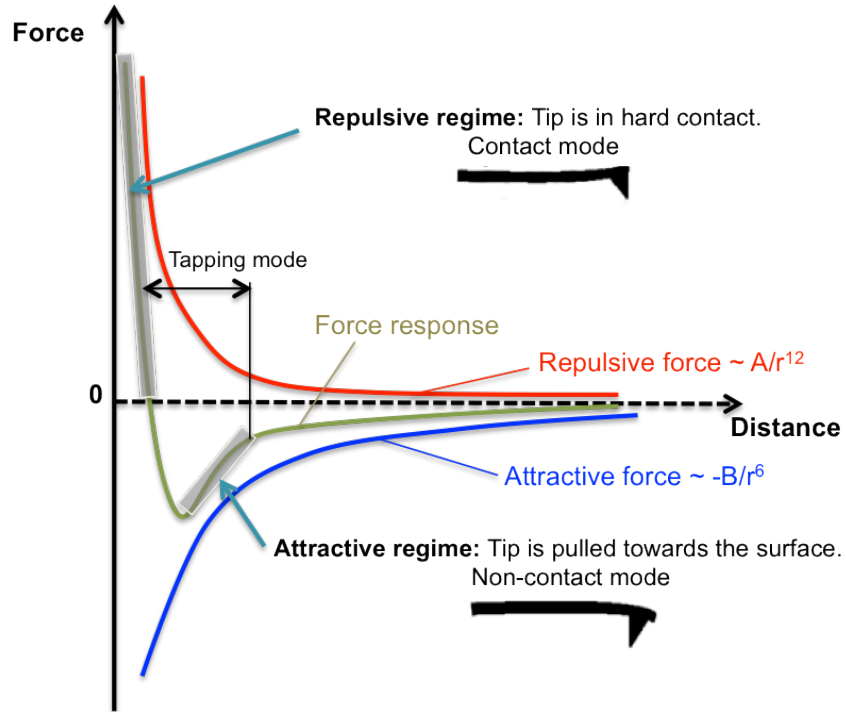 Force
Repulsive regime: Tip is in hard contact.
Contact mode
Tapping mode
Force response
Repulsive force ~ A/r¹²
0
Distance
Attractive force ~ -B/r⁶
Attractive regime: Tip is pulled towards the surface.
Non-contact mode